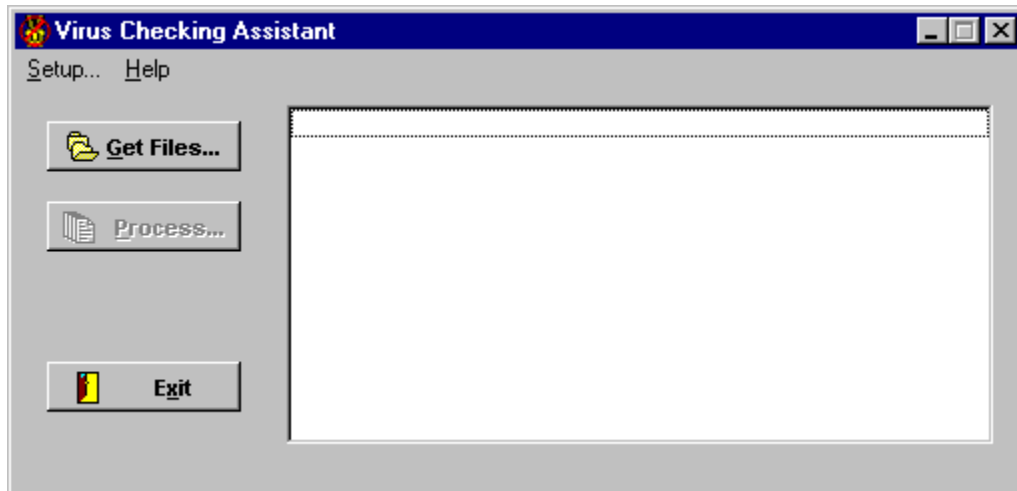 Virus Checking Assistant
Setup... Help
Get Files...
Process...
Exit